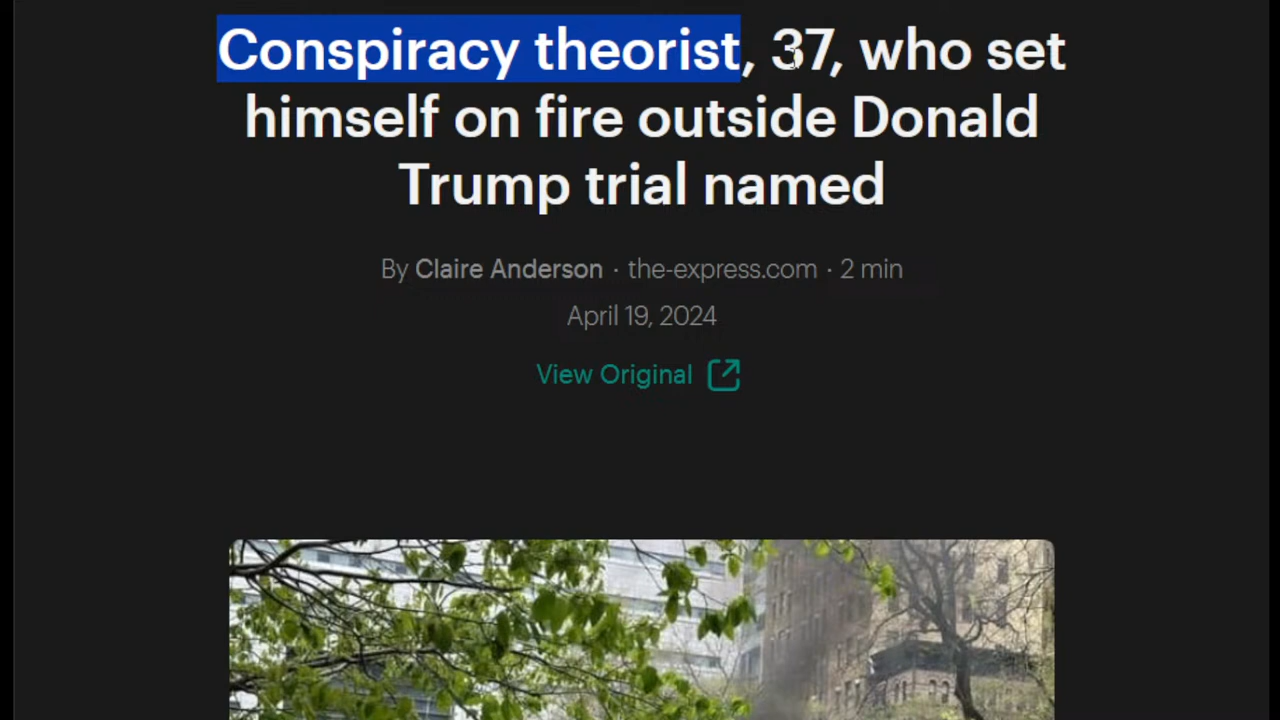 Conspiracy theorist, 37, who set
himself on fire outside Donald
Trump trial named
By Claire Anderson · the-express.com · 2 min
April 19, 2024
View Original